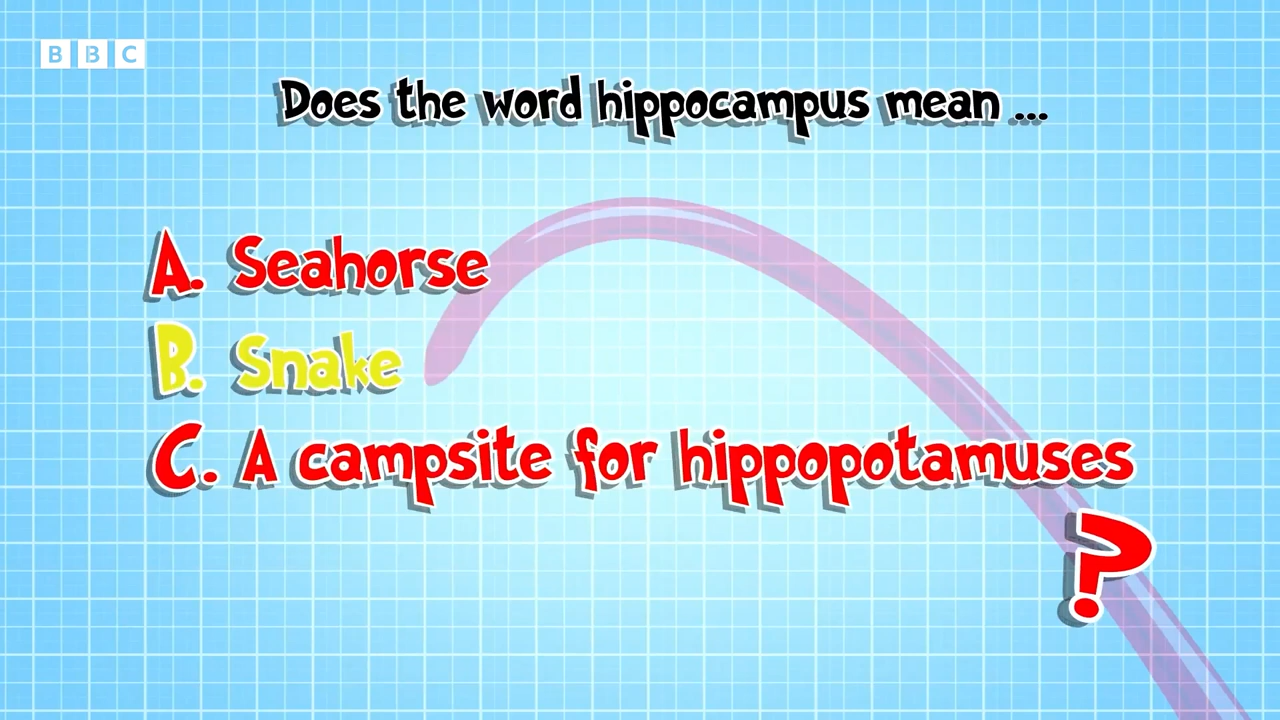 BBC
Does the word hippocampus mean ...
A. Seahorse
B. Snake
C. A campsite for hippopotamuses
?